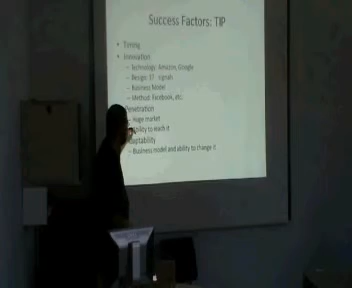 Success Factors: TIP
• Timing
• Innovation
– Technology: Amazon, Google
– Design: 37 signals
– Business Model
– Method: Facebook, etc.
Penetration
Huge market
Ability to reach it
Adaptability
– Business model and ability to change it